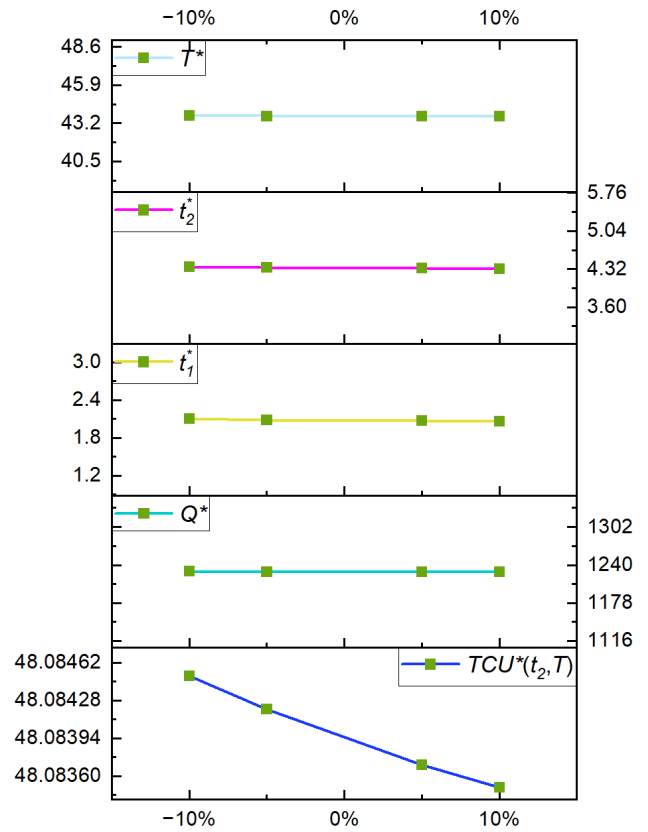 −10% 0% 10%
48.6
T*
45.9
43.2
40.5
5.76
t₂*
5.04
4.32
3.60
3.0
t₁*
2.4
1.8
1.2
Q*
1302
1240
1178
1116
48.08462
TCU*(t₂,T)
48.08428
48.08394
48.08360
−10% 0% 10%